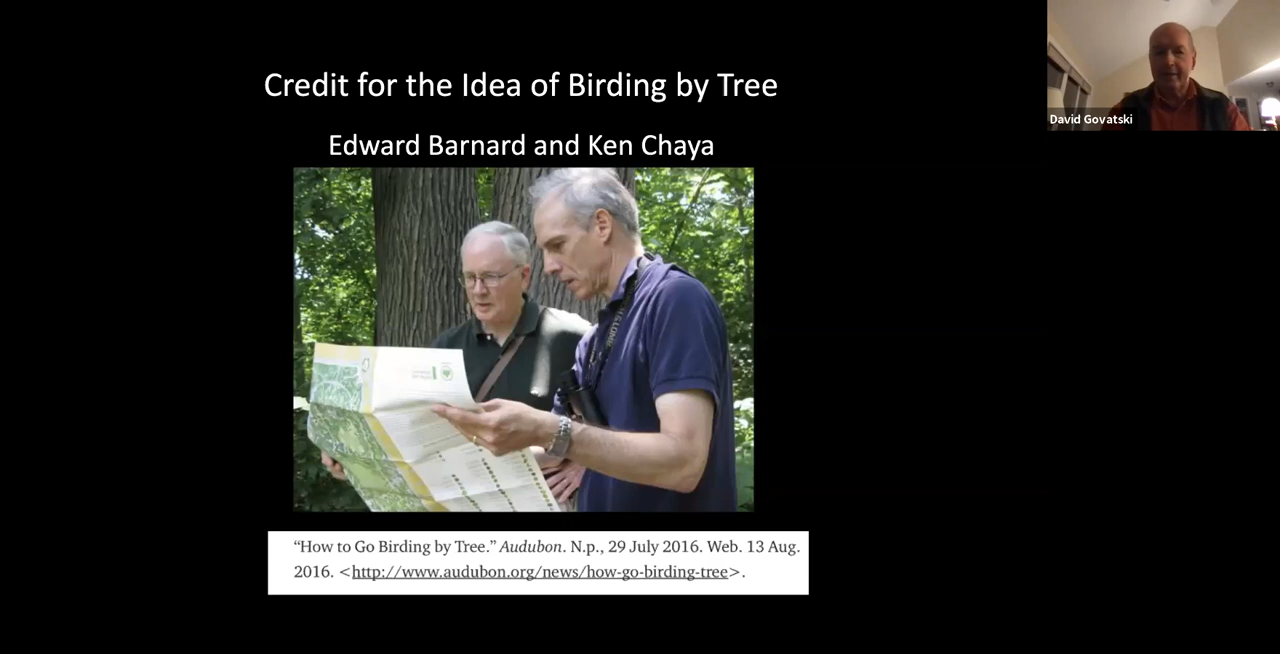 Credit for the Idea of Birding by Tree
Edward Barnard and Ken Chaya
David Govatski
“How to Go Birding by Tree.” Audubon. N.p., 29 July 2016. Web. 13 Aug.
2016. <http://www.audubon.org/news/how-go-birding-tree>.